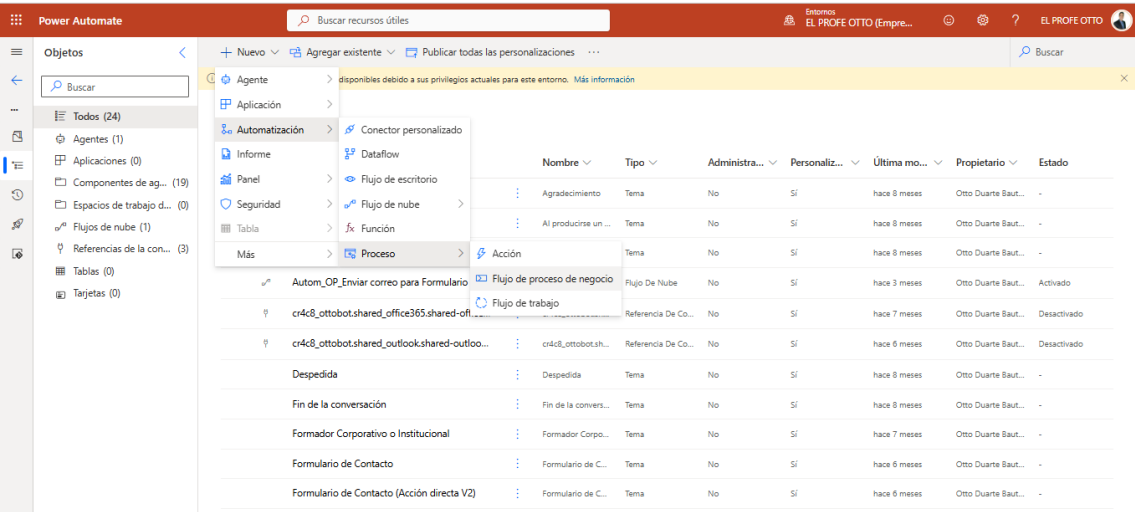 Power Automate
Buscar recursos útiles
Entornos
EL PROFE OTTO (Empre...
?
EL PROFE OTTO
Objetos
Nuevo
Agregar existente
Publicar todas las personalizaciones
...
Buscar
Buscar
disponibles debido a sus privilegios actuales para este entorno. Más información
Todos (24)
Agentes (1)
Aplicaciones (0)
Componentes de ag... (19)
Espacios de trabajo d... (0)
Flujos de nube (1)
Referencias de la con... (3)
Tablas (0)
Tarjetas (0)
Agente
Aplicación
Automatización
Informe
Panel
Seguridad
Tabla
Más
Conector personalizado
Dataflow
Flujo de escritorio
Flujo de nube
fx Función
Proceso
Acción
Flujo de proceso de negocio
Flujo de trabajo
Nombre Tipo Administra... Personaliz... Última mo... Propietario Estado
Agradecimiento Tema No Sí hace 8 meses Otto Duarte Baut... -
Al producirse un ... Tema No Sí hace 8 meses Otto Duarte Baut... -
Tema No Sí hace 8 meses Otto Duarte Baut... -
Autom_OP_Enviar correo para Formulario Flujo De Nube No Sí hace 3 meses Otto Duarte Baut... Activado
cr4c8_ottobot.shared_office365.shared-offi... Referencia De Co... No Sí hace 7 meses Otto Duarte Baut... Desactivado
cr4c8_ottobot.shared_outlook.shared-outloo... cr4c8_ottobot.sh... Referencia De Co... No Sí hace 6 meses Otto Duarte Baut... Desactivado
Despedida Despedida Tema No Sí hace 8 meses Otto Duarte Baut... -
Fin de la conversación Fin de la convers... Tema No Sí hace 8 meses Otto Duarte Baut... -
Formador Corporativo o Institucional Formador Corpo... Tema No Sí hace 7 meses Otto Duarte Baut... -
Formulario de Contacto Formulario de C... Tema No Sí hace 6 meses Otto Duarte Baut... -
Formulario de Contacto (Acción directa V2) Formulario de C... Tema No Sí hace 6 meses Otto Duarte Baut... -